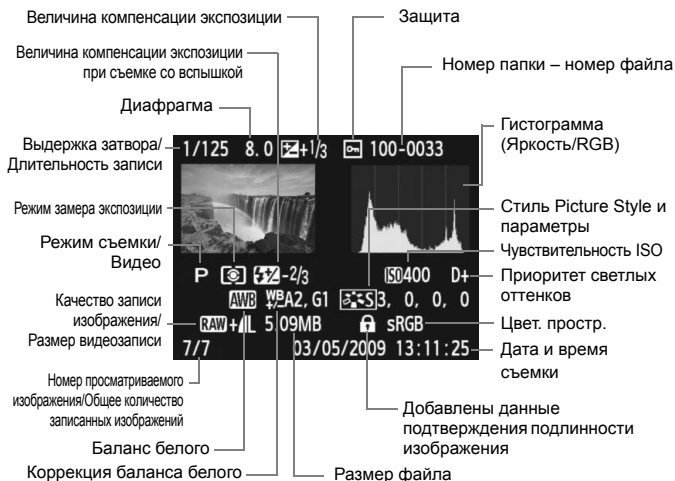 Величина компенсации экспозиции
Защита
Величина компенсации экспозиции
при съемке со вспышкой
Номер папки – номер файла
Диафрагма
Гистограмма
(Яркость/RGB)
Выдержка затвора/
Длительность записи
1/125 8.0 +1/3 100-0033
Режим замера экспозиции
Стиль Picture Style и
параметры
Режим съемки/
Видео
Чувствительность ISO
P -2/3 ISO400 D+
Приоритет светлых
оттенков
AWB WB A2, G1 S3, 0, 0, 0
Качество записи
изображения/
Размер видеозаписи
RAW+L 5.09MB sRGB
Цвет. простр.
7/7 03/05/2009 13:11:25
Дата и время
съемки
Номер просматриваемого
изображения/Общее количество
записанных изображений
Добавлены данные
подтверждения подлинности
изображения
Баланс белого
Коррекция баланса белого
Размер файла